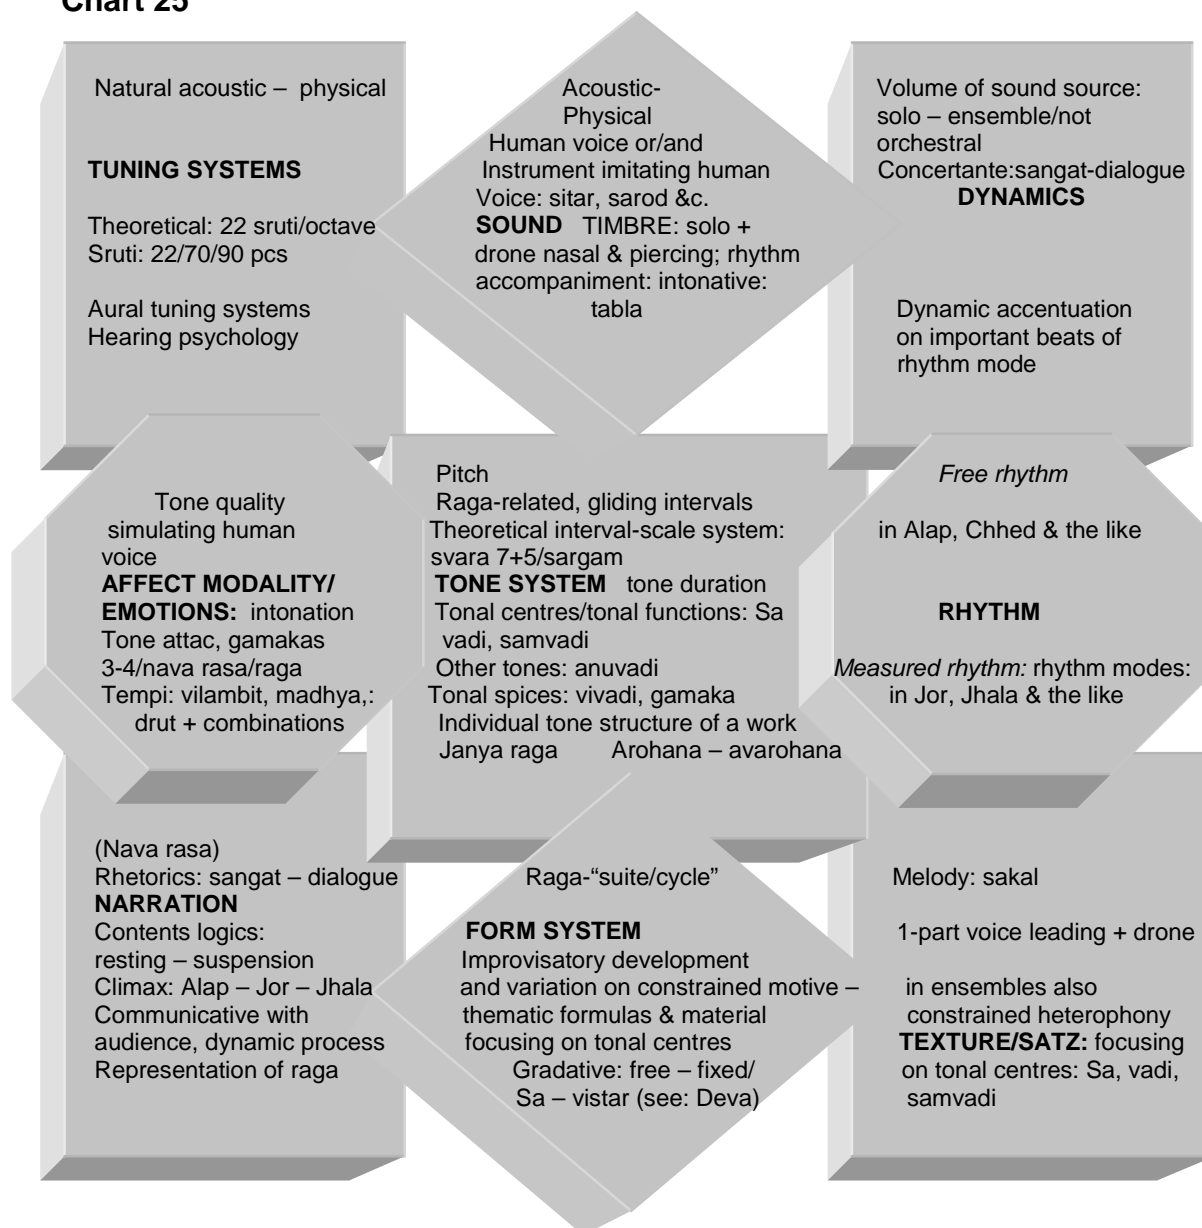 Chart 25
Natural acoustic – physical
TUNING SYSTEMS
Theoretical: 22 sruti/octave
Sruti: 22/70/90 pcs
Aural tuning systems
Hearing psychology
Acoustic-
Physical
Human voice or/and
Instrument imitating human
Voice: sitar, sarod &c.
SOUND TIMBRE: solo +
drone nasal & piercing; rhythm
accompaniment: intonative:
tabla
Volume of sound source:
solo – ensemble/not
orchestral
Concertante:sangat-dialogue
DYNAMICS
Dynamic accentuation
on important beats of
rhythm mode
Tone quality
simulating human
voice
AFFECT MODALITY/
EMOTIONS: intonation
Tone attac, gamakas
3-4/nava rasa/raga
Tempi: vilambit, madhya,:
drut + combinations
Pitch
Raga-related, gliding intervals
Theoretical interval-scale system:
svara 7+5/sargam
TONE SYSTEM tone duration
Tonal centres/tonal functions: Sa
vadi, samvadi
Other tones: anuvadi
Tonal spices: vivadi, gamaka
Individual tone structure of a work
Janya raga Arohana – avarohana
Free rhythm
in Alap, Chhed & the like
RHYTHM
Measured rhythm: rhythm modes:
in Jor, Jhala & the like
(Nava rasa)
Rhetorics: sangat – dialogue
NARRATION
Contents logics:
resting – suspension
Climax: Alap – Jor – Jhala
Communicative with
audience, dynamic process
Representation of raga
Raga-“suite/cycle”
FORM SYSTEM
Improvisatory development
and variation on constrained motive –
thematic formulas & material
focusing on tonal centres
Gradative: free – fixed/
Sa – vistar (see: Deva)
Melody: sakal
1-part voice leading + drone
in ensembles also
constrained heterophony
TEXTURE/SATZ: focusing
on tonal centres: Sa, vadi,
samvadi